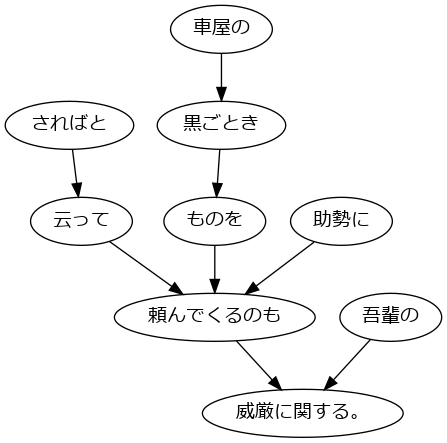 車屋の
さればと
黒ごとき
云って
ものを
助勢に
頼んでくるのも
吾輩の
威厳に関する。